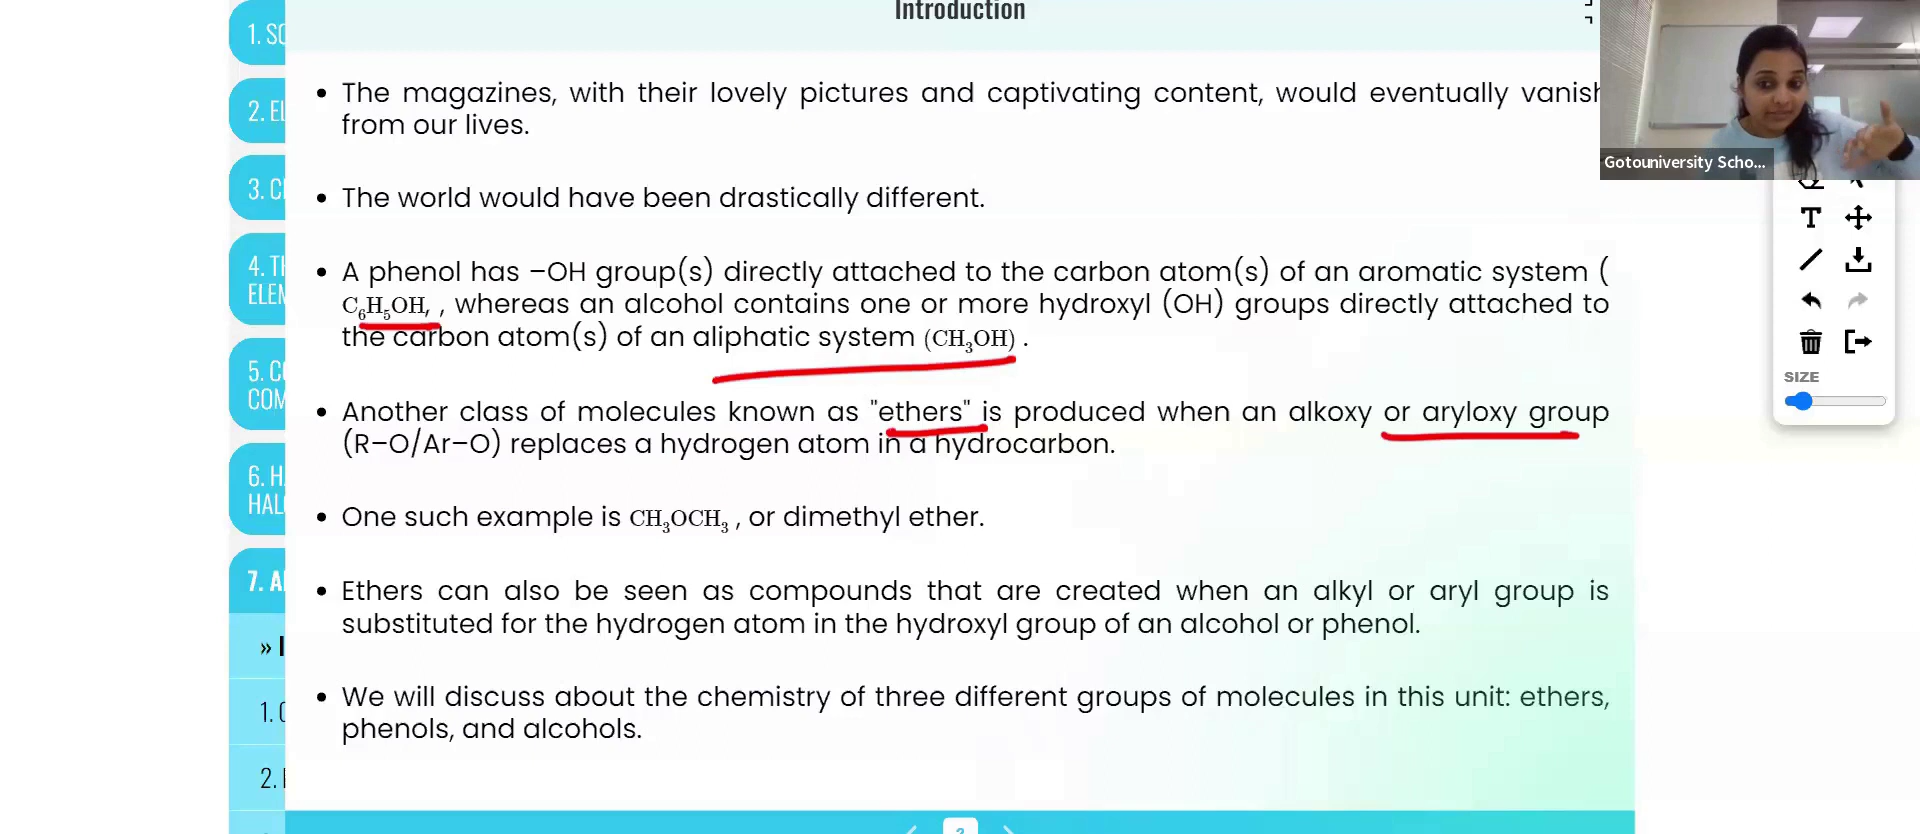 Introduction
1. SO
2. EL
3. C
4. T
ELEM
5. C
COM
6. H
HAL
7. A
» I
1.
2.
• The magazines, with their lovely pictures and captivating content, would eventually vanish
from our lives.
• The world would have been drastically different.
• A phenol has –OH group(s) directly attached to the carbon atom(s) of an aromatic system (
C₆H₅OH, , whereas an alcohol contains one or more hydroxyl (OH) groups directly attached to
the carbon atom(s) of an aliphatic system (CH₃OH) .
• Another class of molecules known as "ethers" is produced when an alkoxy or aryloxy group
(R–O/Ar–O) replaces a hydrogen atom in a hydrocarbon.
• One such example is CH₃OCH₃ , or dimethyl ether.
• Ethers can also be seen as compounds that are created when an alkyl or aryl group is
substituted for the hydrogen atom in the hydroxyl group of an alcohol or phenol.
• We will discuss about the chemistry of three different groups of molecules in this unit: ethers,
phenols, and alcohols.
Gotouniversity Scho...
T
SIZE